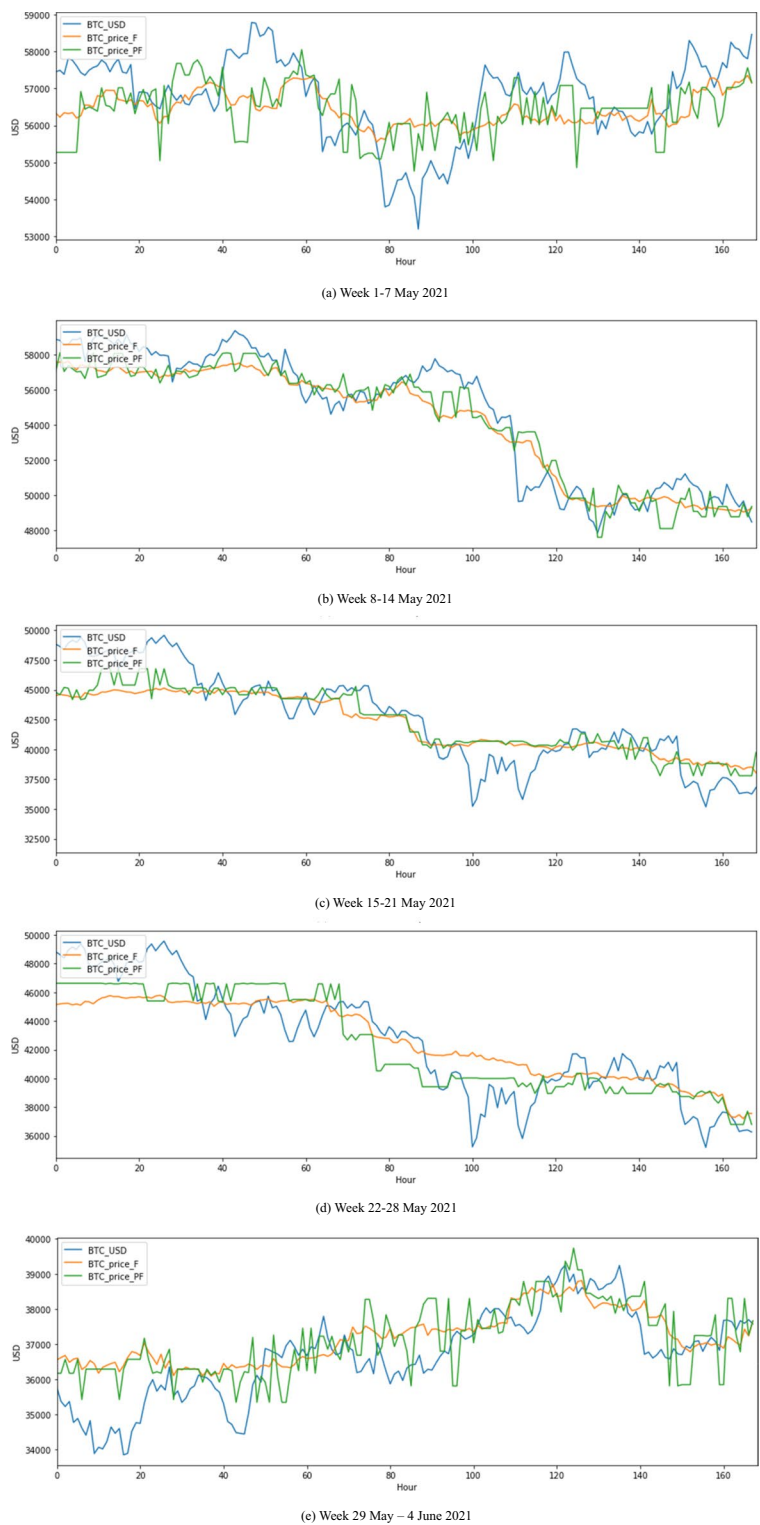 59000
58000
57000
56000
55000
54000
53000
USD
BTC_USD
BTC_price_F
BTC_price_PF
0 20 40 60 80 100 120 140 160
Hour
(a) Week 1-7 May 2021
58000
56000
54000
52000
50000
48000
USD
BTC_USD
BTC_price_F
BTC_price_PF
0 20 40 60 80 100 120 140 160
Hour
(b) Week 8-14 May 2021
50000
47500
45000
42500
40000
37500
35000
32500
USD
BTC_USD
BTC_price_F
BTC_price_PF
0 20 40 60 80 100 120 140 160
Hour
(c) Week 15-21 May 2021
50000
48000
46000
44000
42000
40000
38000
36000
USD
BTC_USD
BTC_price_F
BTC_price_PF
0 20 40 60 80 100 120 140 160
Hour
(d) Week 22-28 May 2021
40000
39000
38000
37000
36000
35000
34000
USD
BTC_USD
BTC_price_F
BTC_price_PF
0 20 40 60 80 100 120 140 160
Hour
(e) Week 29 May – 4 June 2021